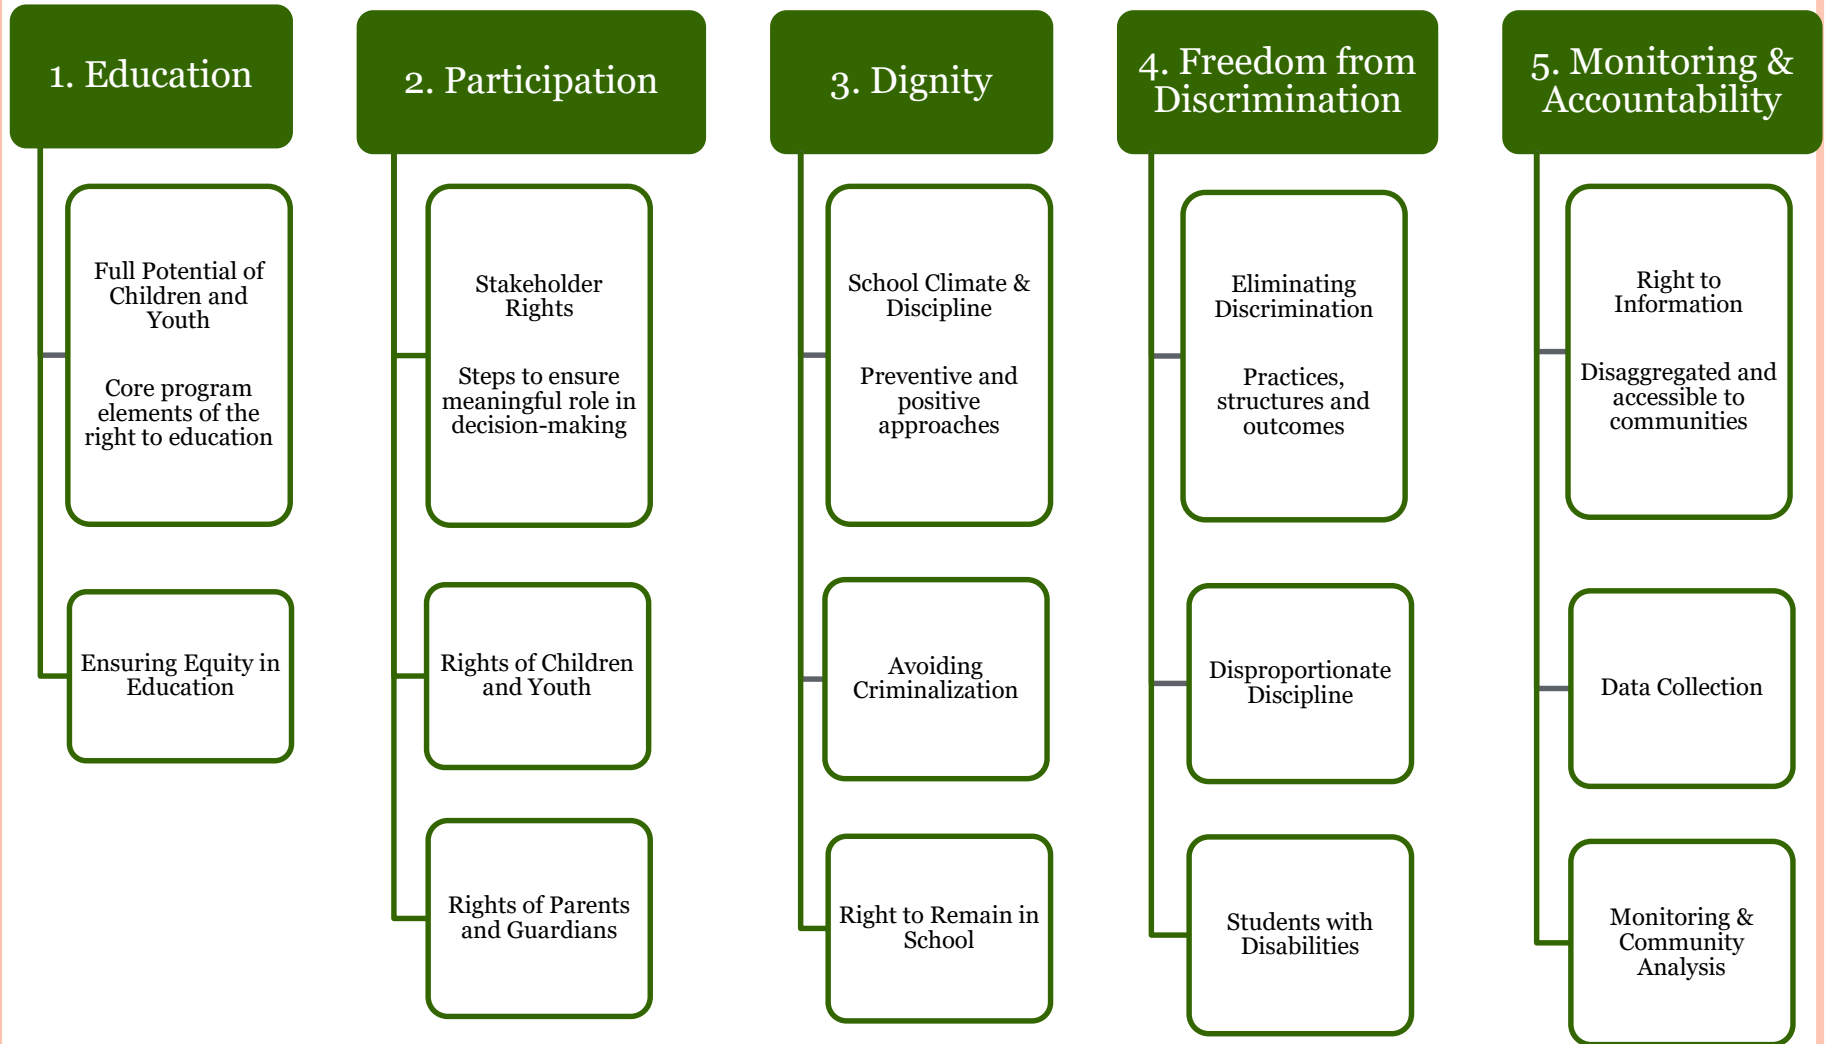 1. Education
Full Potential of
Children and
Youth
Core program
elements of the
right to education
Ensuring Equity in
Education
2. Participation
Stakeholder
Rights
Steps to ensure
meaningful role in
decision-making
Rights of Children
and Youth
Rights of Parents
and Guardians
3. Dignity
School Climate &
Discipline
Preventive and
positive
approaches
Avoiding
Criminalization
Right to Remain in
School
4. Freedom from
Discrimination
Eliminating
Discrimination
Practices,
structures and
outcomes
Disproportionate
Discipline
Students with
Disabilities
5. Monitoring &
Accountability
Right to
Information
Disaggregated and
accessible to
communities
Data Collection
Monitoring &
Community
Analysis